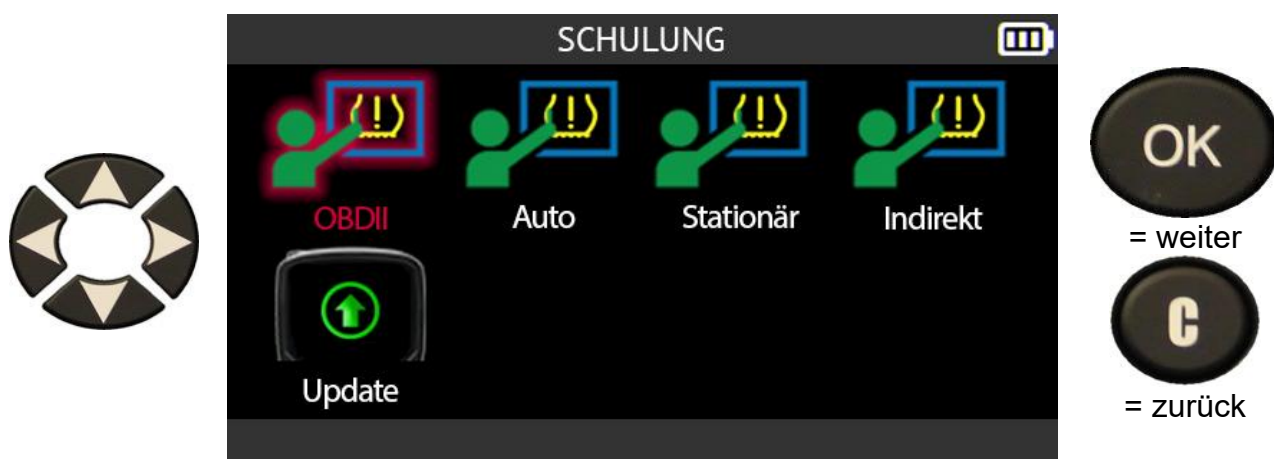 SCHULUNG
OBDII Auto Stationär Indirekt
Update
OK
= weiter
C
= zurück